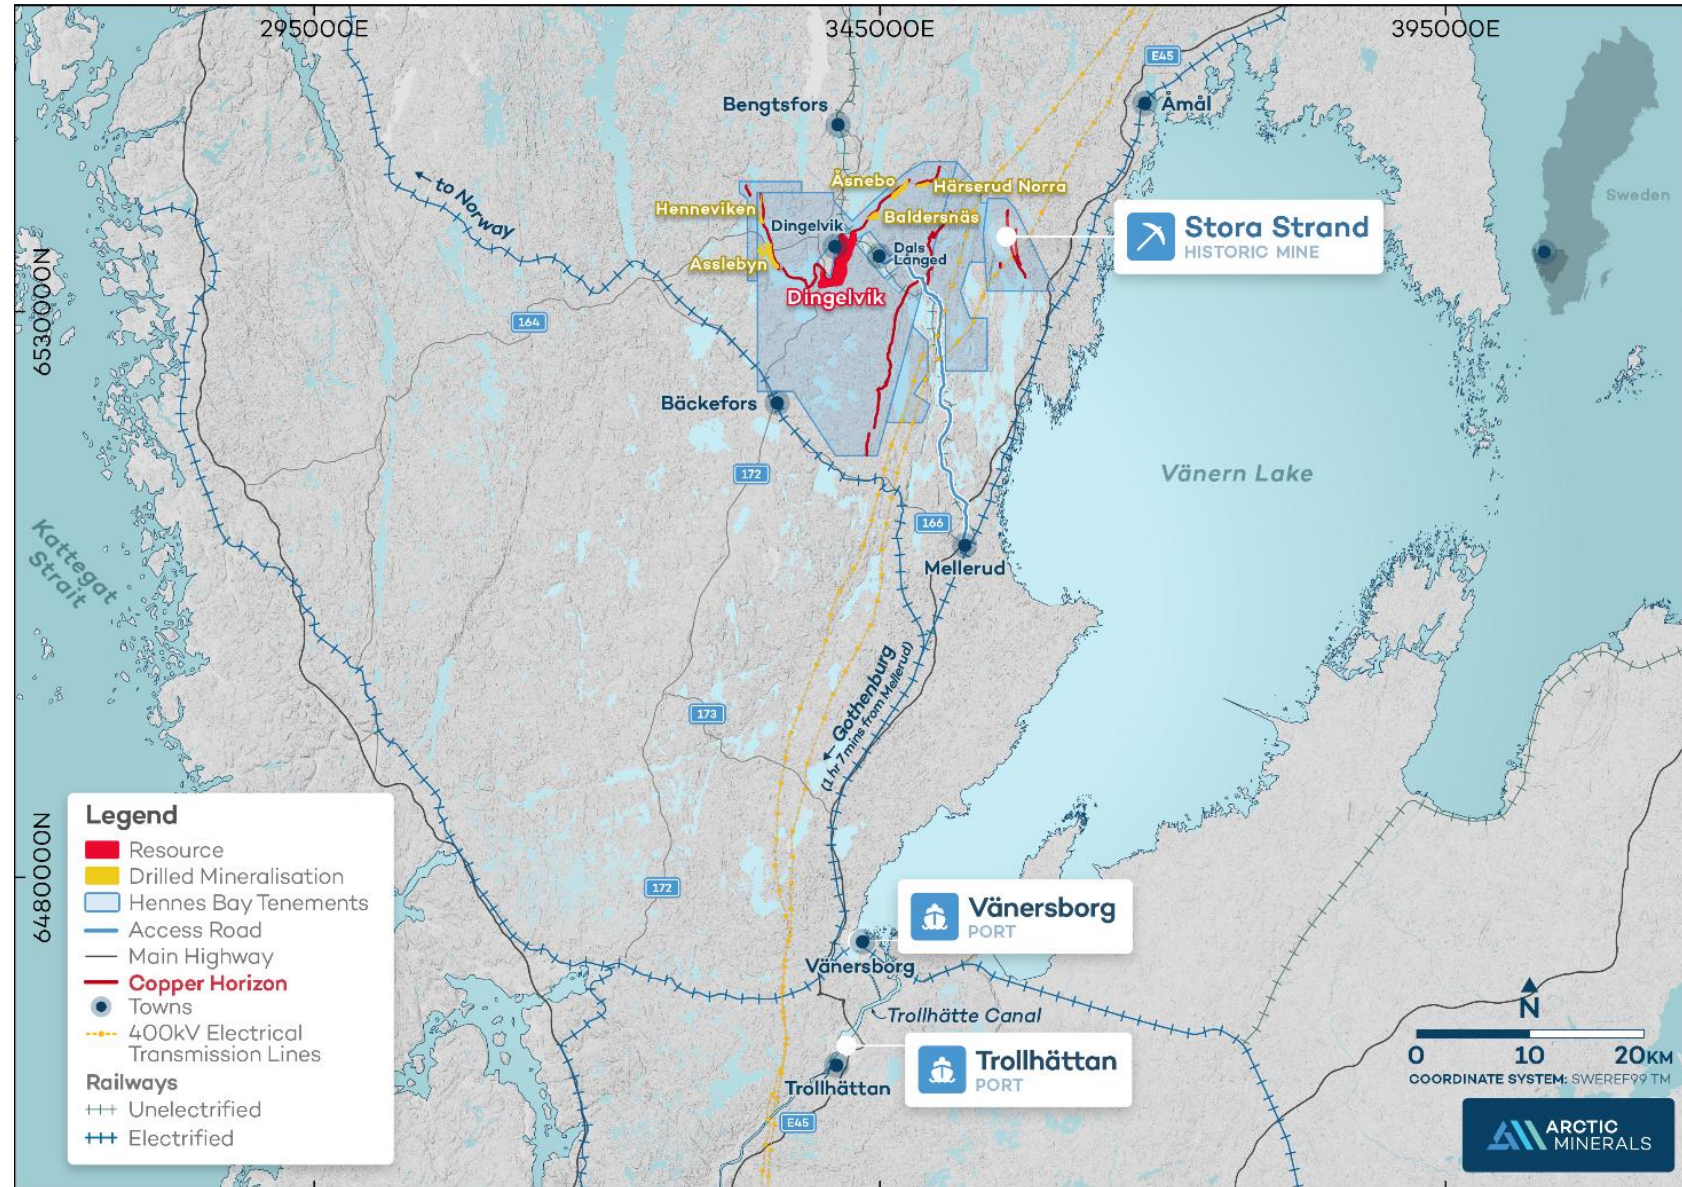 295000E
345000E
395000E
E45
Åmål
Bengtsfors
to Norway
Åsnebo
Härserud Norra
Henneviken
Baldersnäs
Dingelvik
Dals
Långed
Asslebyn
Dingelvik
Stora Strand
HISTORIC MINE
Sweden
6530000N
164
Bäckefors
172
166
Mellerud
Vänern Lake
Kattegat
Strait
Gothenburg
(1 hr 7 mins from Mellerud)
173
172
6480000N
Legend
Resource
Drilled Mineralisation
Hennes Bay Tenements
Access Road
Main Highway
Copper Horizon
Towns
400kV Electrical
Transmission Lines
Railways
Unelectrified
Electrified
Vänersborg
PORT
Vänersborg
Trollhätte Canal
Trollhättan
PORT
Trollhättan
E45
N
0 10 20KM
COORDINATE SYSTEM: SWEREF99 TM
ARCTIC
MINERALS